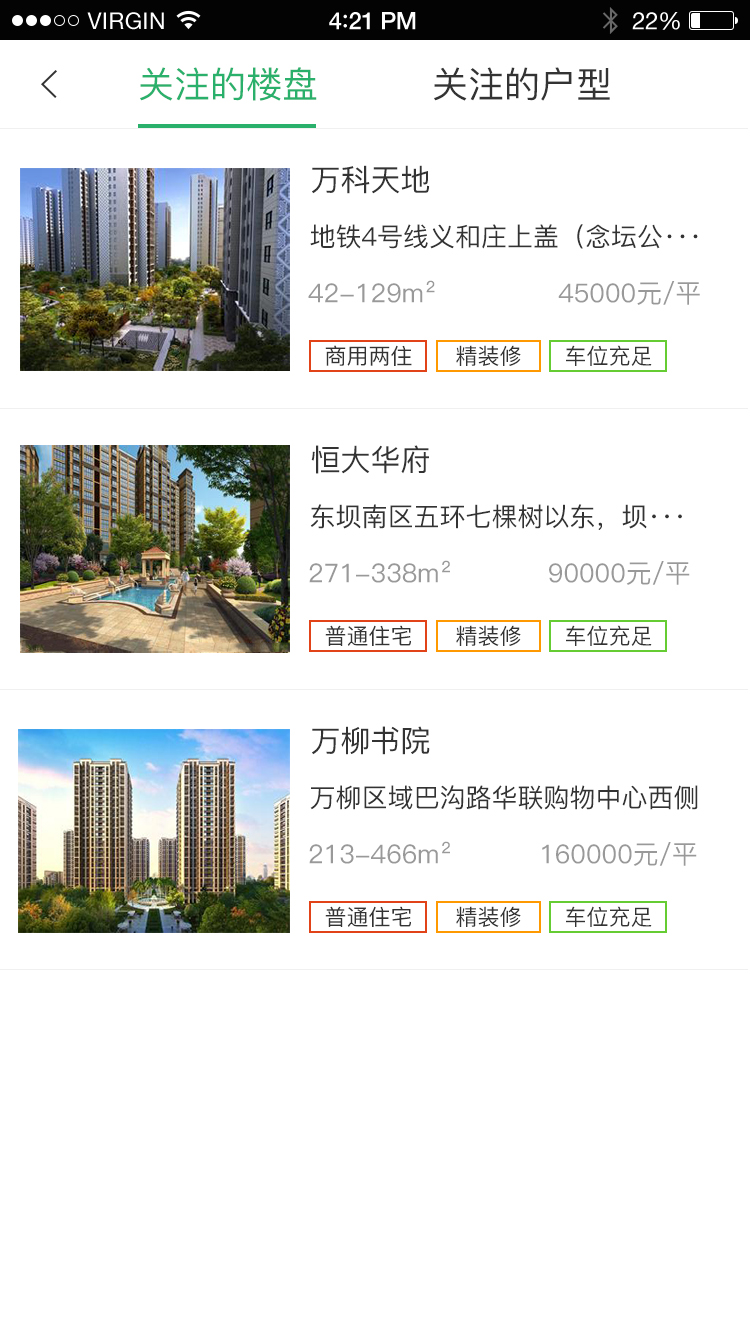 VIRGIN 4:21 PM 22%
关注的楼盘 关注的户型
万科天地
地铁4号线义和庄上盖（念坛公···
42-129m² 45000元/平
商用两住 精装修 车位充足
恒大华府
东坝南区五环七棵树以东，坝···
271-338m² 90000元/平
普通住宅 精装修 车位充足
万柳书院
万柳区域巴沟路华联购物中心西侧
213-466m² 160000元/平
普通住宅 精装修 车位充足